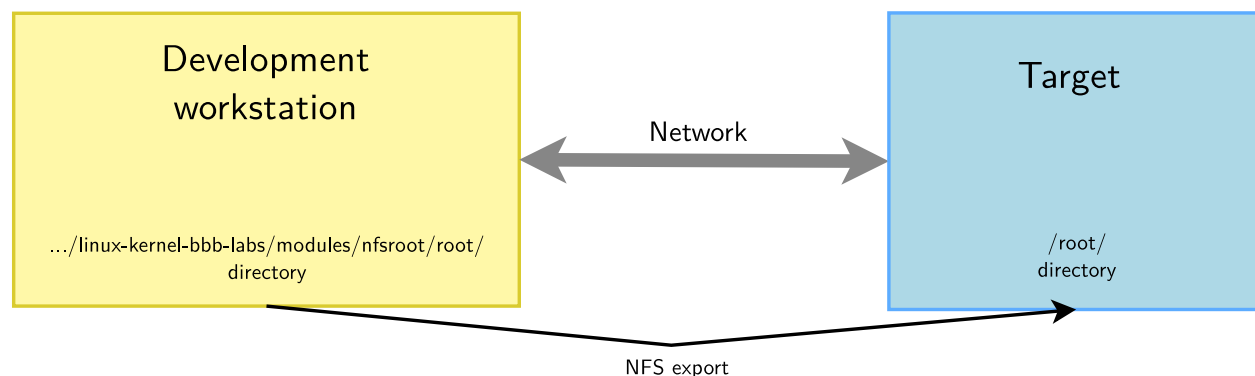 Development
workstation
Target
Network
.../linux-kernel-bbb-labs/modules/nfsroot/root/
directory
/root/
directory
NFS export